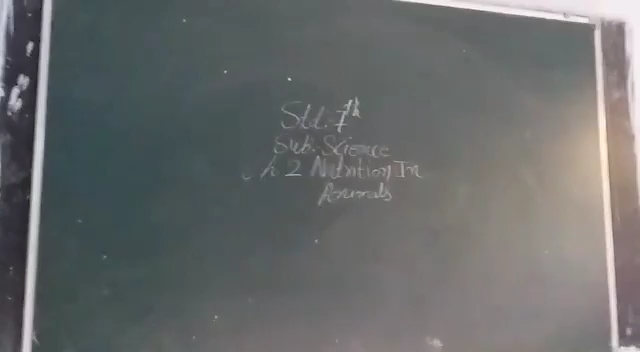 Std. 7th
Sub. Science
Ch 2 Nutrition In
Animals